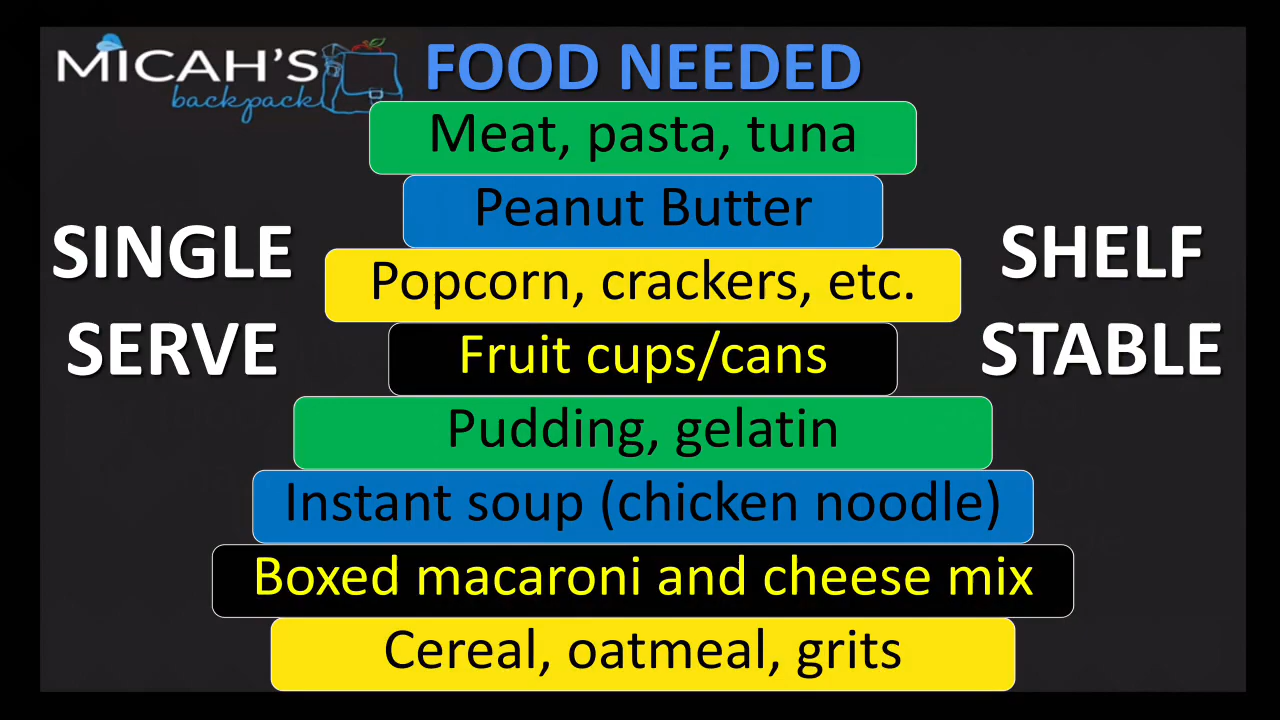 MICAH'S
backpack
FOOD NEEDED
Meat, pasta, tuna
Peanut Butter
SINGLE
SERVE
Popcorn, crackers, etc.
Fruit cups/cans
SHELF
STABLE
Pudding, gelatin
Instant soup (chicken noodle)
Boxed macaroni and cheese mix
Cereal, oatmeal, grits